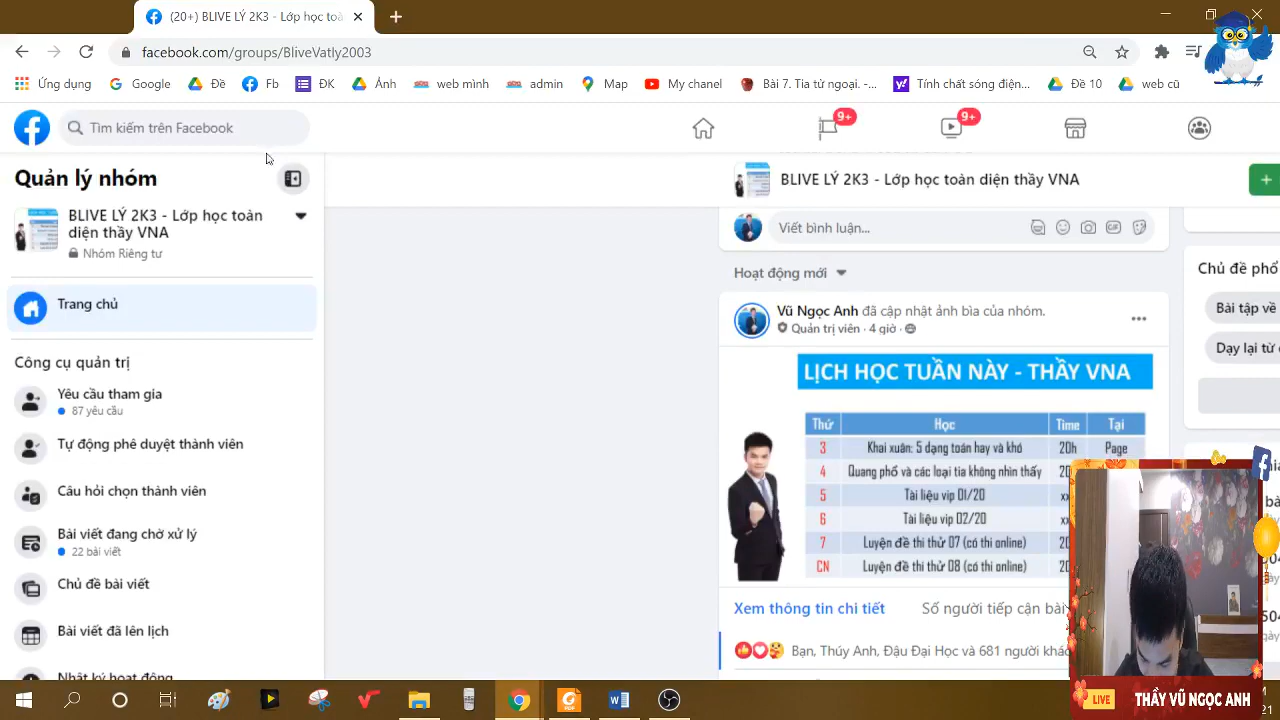 (20+) BLIVE LÝ 2K3 - Lớp học toà
facebook.com/groups/BliveVatly2003
Ứng dụng
Google
Đề
Fb
ĐK
Ảnh
web mình
admin
Map
My chanel
Bài 7. Tia tử ngoại. -...
Tính chất sóng điện...
Đề 10
web cũ
Tìm kiếm trên Facebook
9+
9+
Quản lý nhóm
BLIVE LÝ 2K3 - Lớp học toàn
diện thầy VNA
Nhóm Riêng tư
Trang chủ
Công cụ quản trị
Yêu cầu tham gia
87 yêu cầu
Tự động phê duyệt thành viên
Câu hỏi chọn thành viên
Bài viết đang chờ xử lý
22 bài viết
Chủ đề bài viết
Bài viết đã lên lịch
Nhật ký hoạt động
BLIVE LÝ 2K3 - Lớp học toàn diện thầy VNA
Viết bình luận...
GIF
Hoạt động mới
Vũ Ngọc Anh đã cập nhật ảnh bìa của nhóm.
Quản trị viên · 4 giờ ·
LỊCH HỌC TUẦN NÀY - THẦY VNA
Thứ Học Time Tại
3 Khai xuân: 5 dạng toán hay và khó 20h Page
4 Quang phổ và các loại tia không nhìn thấy 20
5 Tài liệu vip 01/20 xx
6 Tài liệu vip 02/20 xx
7 Luyện đề thi thử 07 (có thi online) 20
CN Luyện đề thi thử 08 (có thi online) 20
Xem thông tin chi tiết
Số người tiếp cận bài
Bạn, Thúy Anh, Đậu Đại Học và 681 người khác
Chủ đề phổ
Bài tập về
Dạy lại từ
LIVE
THẦY VŨ NGỌC ANH